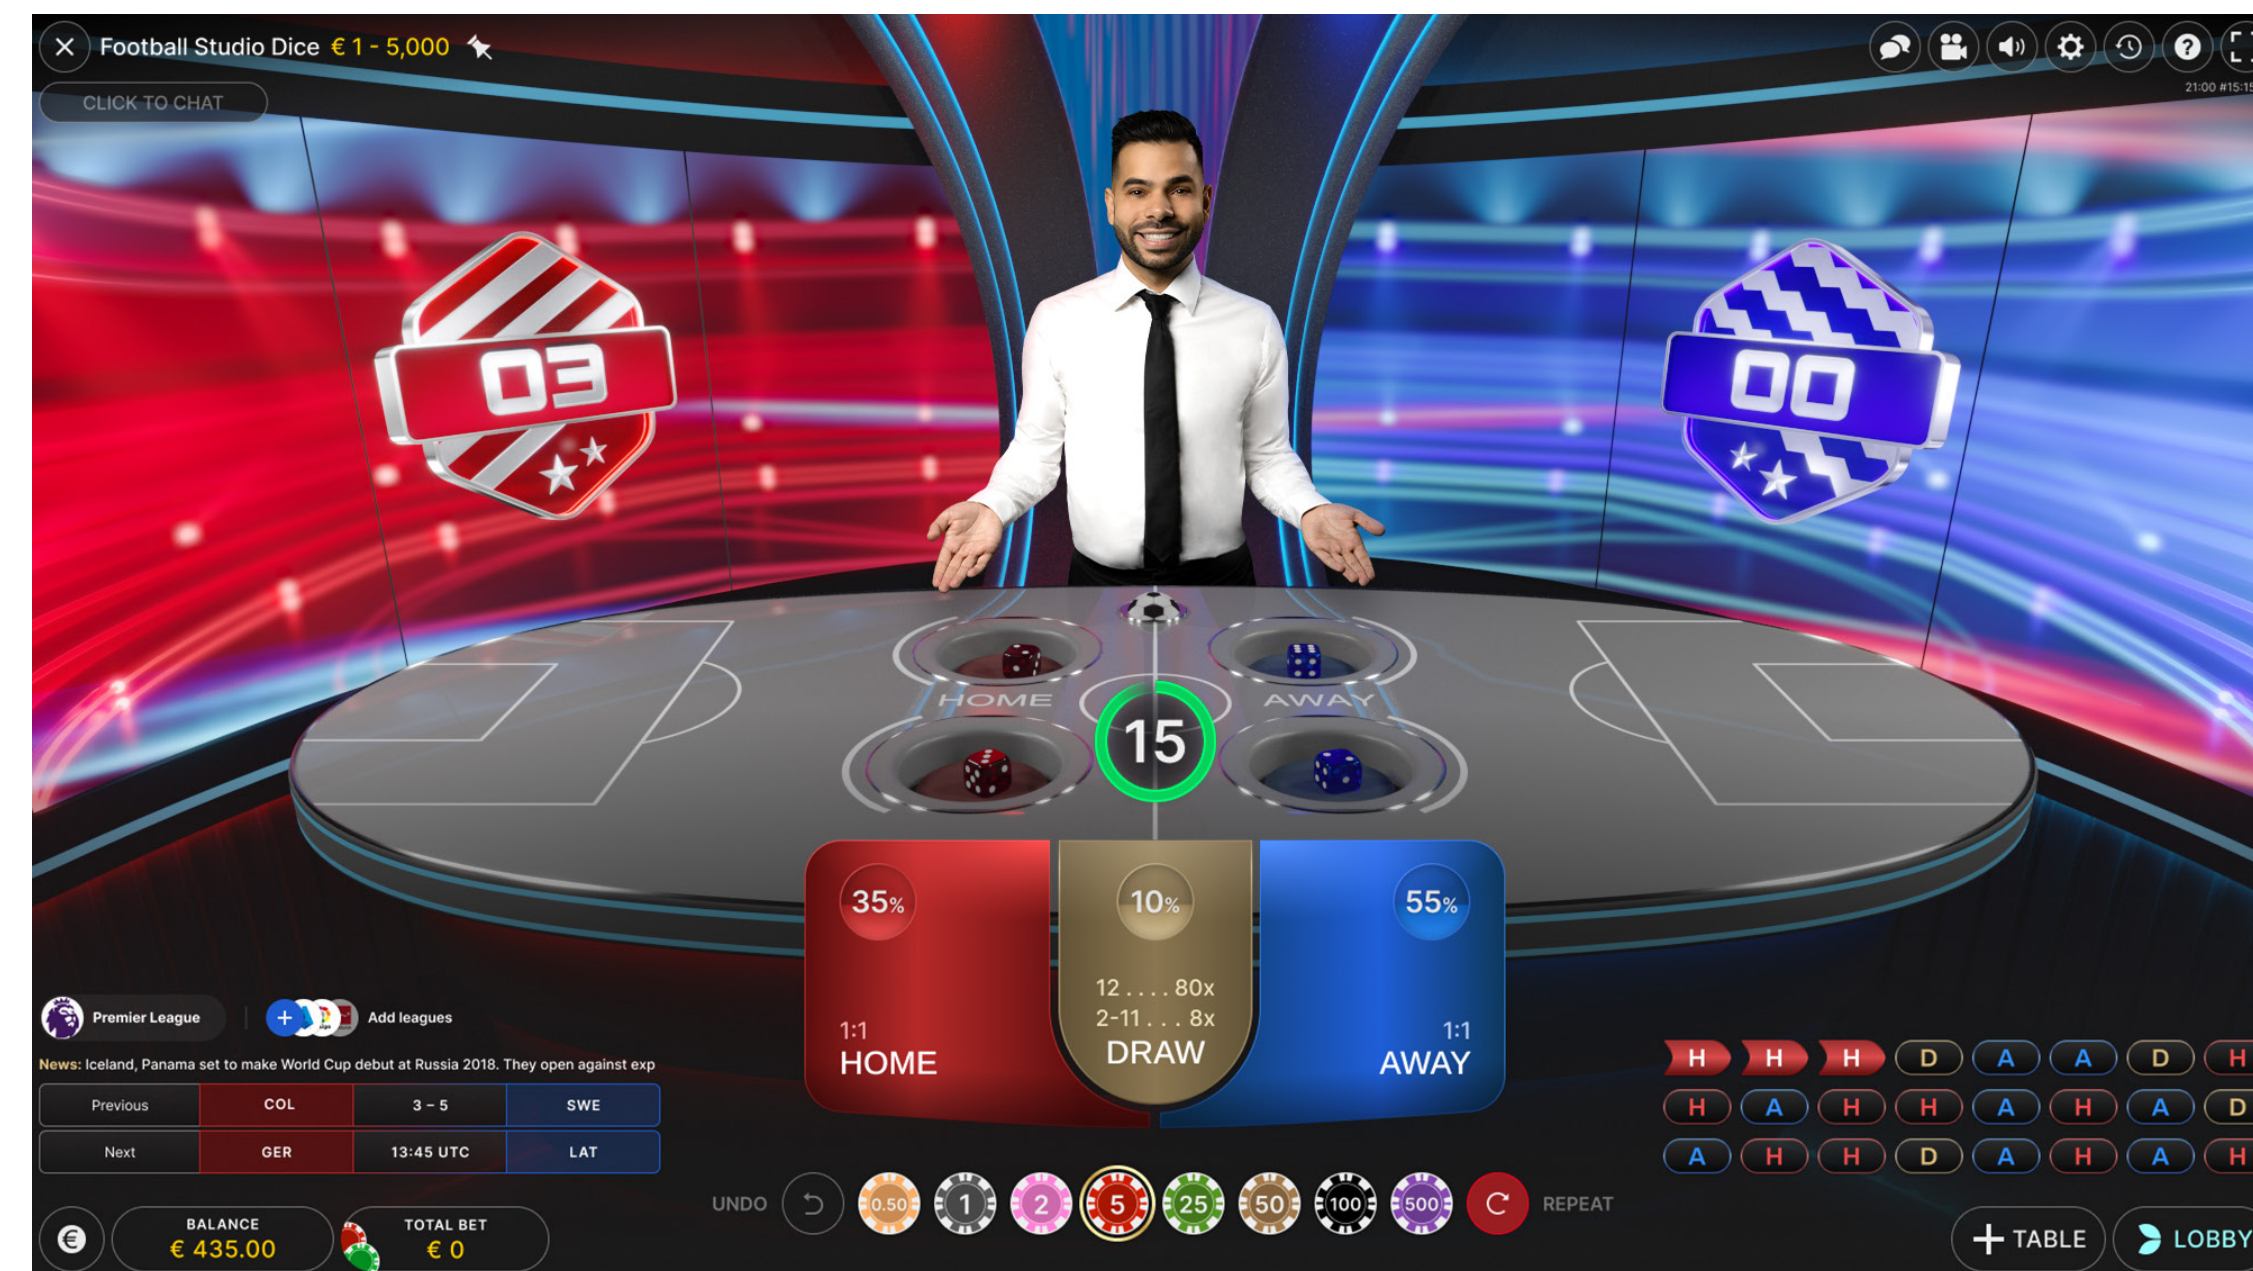 Football Studio Dice € 1 - 5,000
CLICK TO CHAT
21:00 #15:15
03
00
HOME
AWAY
15
35%
10%
55%
12 . . . . 80x
2-11 . . . 8x
DRAW
1:1
HOME
1:1
AWAY
Premier League
Add leagues
News: Iceland, Panama set to make World Cup debut at Russia 2018. They open against exp
Previous COL 3 – 5 SWE
Next GER 13:45 UTC LAT
H H H D A A D H
H A H H A H A D
A H H D A H A H
UNDO 0.50 1 2 5 25 50 100 500 REPEAT
€
BALANCE
€ 435.00
TOTAL BET
€ 0
TABLE
LOBBY